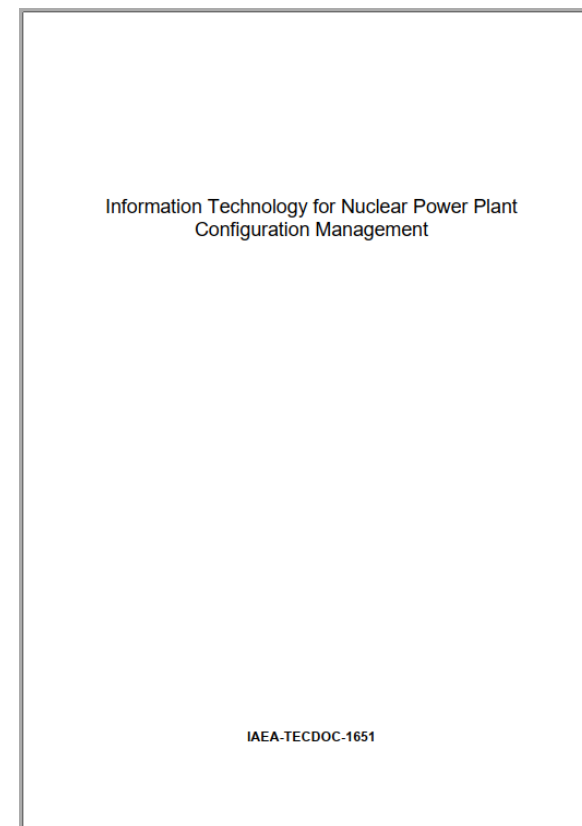 Information Technology for Nuclear Power Plant
Configuration Management
IAEA-TECDOC-1651